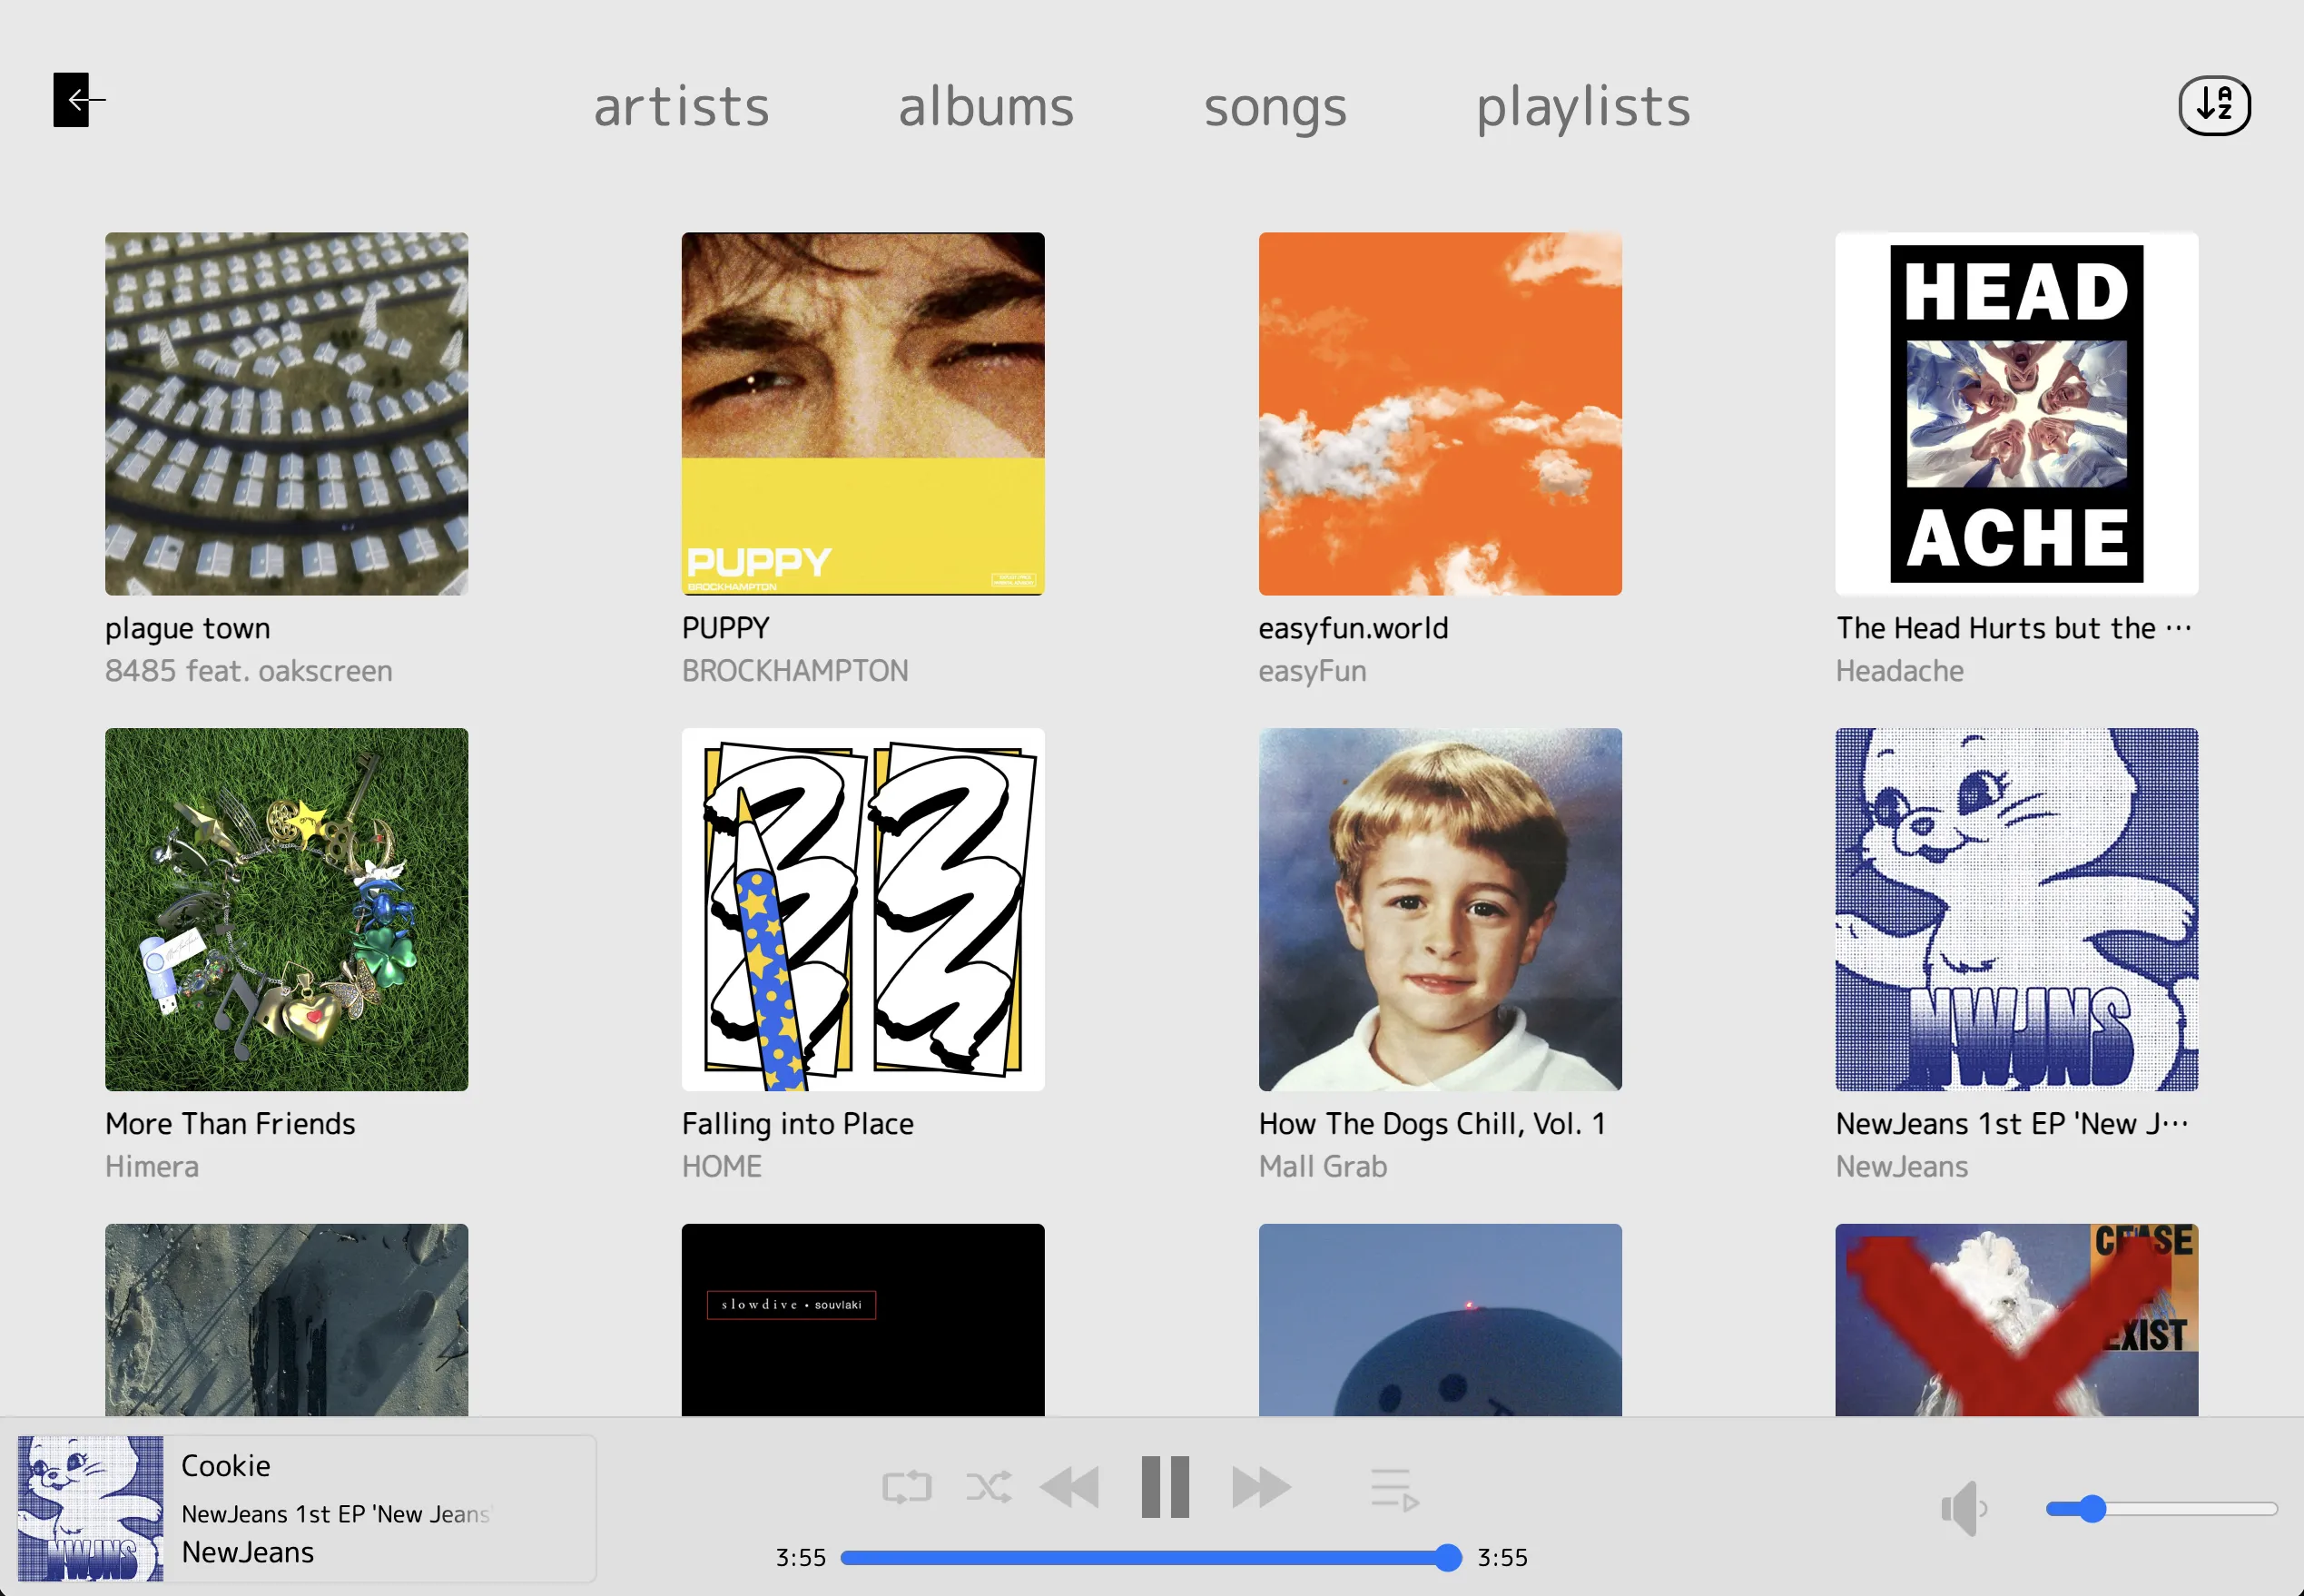 artists albums songs playlists
A
Z
HEAD
ACHE
PUPPY
BROCKHAMPTON
plague town
8485 feat. oakscreen
PUPPY
BROCKHAMPTON
easyfun.world
easyFun
The Head Hurts but the …
Headache
NWJNS
More Than Friends
Himera
Falling into Place
HOME
How The Dogs Chill, Vol. 1
Mall Grab
NewJeans 1st EP 'New J…
NewJeans
slowdive • souvlaki
CEASE
EXIST
NWJNS
Cookie
NewJeans 1st EP 'New Jeans'
NewJeans
3:55 3:55